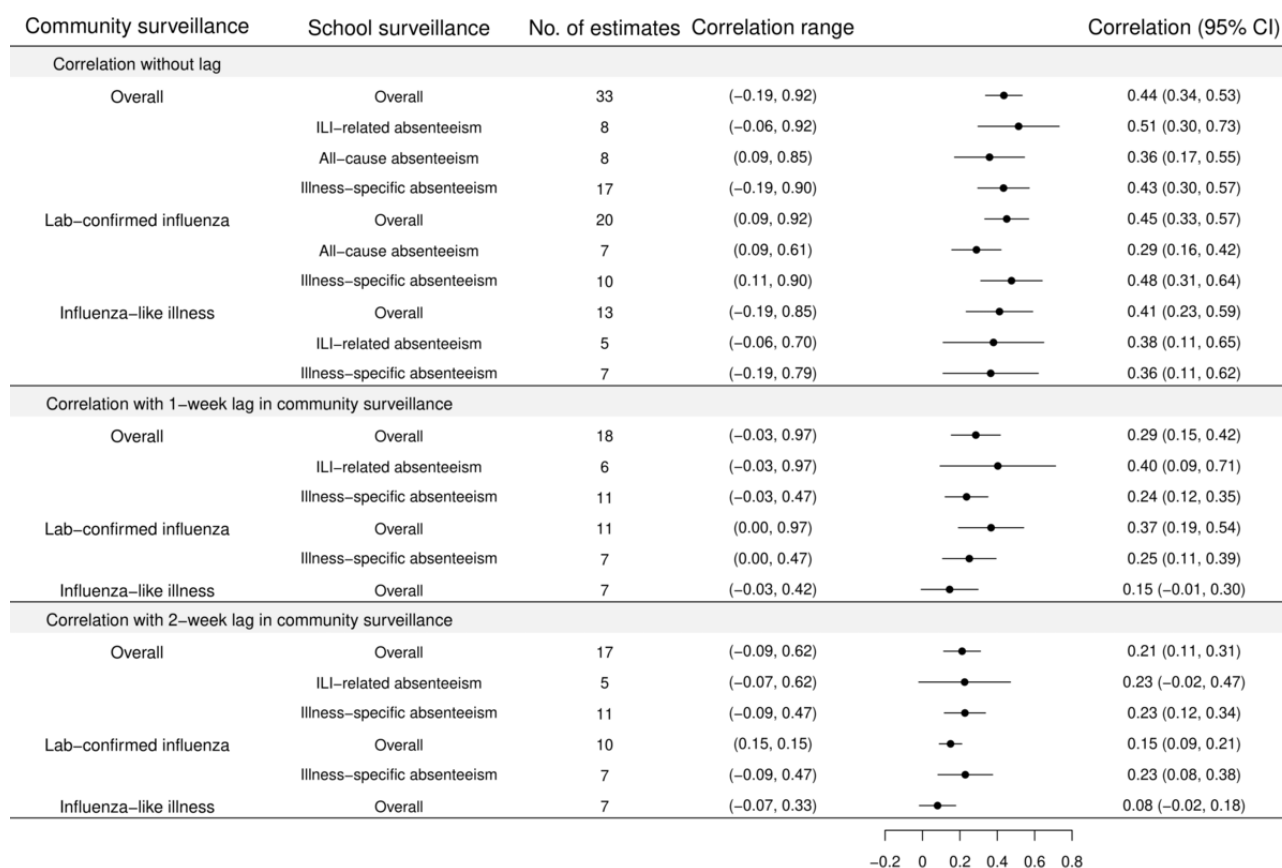 Community surveillance School surveillance No. of estimates Correlation range Correlation (95% CI)
Correlation without lag
Overall Overall 33 (−0.19, 0.92) 0.44 (0.34, 0.53)
ILI−related absenteeism 8 (−0.06, 0.92) 0.51 (0.30, 0.73)
All−cause absenteeism 8 (0.09, 0.85) 0.36 (0.17, 0.55)
Illness−specific absenteeism 17 (−0.19, 0.90) 0.43 (0.30, 0.57)
Lab−confirmed influenza Overall 20 (0.09, 0.92) 0.45 (0.33, 0.57)
All−cause absenteeism 7 (0.09, 0.61) 0.29 (0.16, 0.42)
Illness−specific absenteeism 10 (0.11, 0.90) 0.48 (0.31, 0.64)
Influenza−like illness Overall 13 (−0.19, 0.85) 0.41 (0.23, 0.59)
ILI−related absenteeism 5 (−0.06, 0.70) 0.38 (0.11, 0.65)
Illness−specific absenteeism 7 (−0.19, 0.79) 0.36 (0.11, 0.62)
Correlation with 1−week lag in community surveillance
Overall Overall 18 (−0.03, 0.97) 0.29 (0.15, 0.42)
ILI−related absenteeism 6 (−0.03, 0.97) 0.40 (0.09, 0.71)
Illness−specific absenteeism 11 (−0.03, 0.47) 0.24 (0.12, 0.35)
Lab−confirmed influenza Overall 11 (0.00, 0.97) 0.37 (0.19, 0.54)
Illness−specific absenteeism 7 (0.00, 0.47) 0.25 (0.11, 0.39)
Influenza−like illness Overall 7 (−0.03, 0.42) 0.15 (−0.01, 0.30)
Correlation with 2−week lag in community surveillance
Overall Overall 17 (−0.09, 0.62) 0.21 (0.11, 0.31)
ILI−related absenteeism 5 (−0.07, 0.62) 0.23 (−0.02, 0.47)
Illness−specific absenteeism 11 (−0.09, 0.47) 0.23 (0.12, 0.34)
Lab−confirmed influenza Overall 10 (0.15, 0.15) 0.15 (0.09, 0.21)
Illness−specific absenteeism 7 (−0.09, 0.47) 0.23 (0.08, 0.38)
Influenza−like illness Overall 7 (−0.07, 0.33) 0.08 (−0.02, 0.18)
−0.2 0 0.2 0.4 0.6 0.8